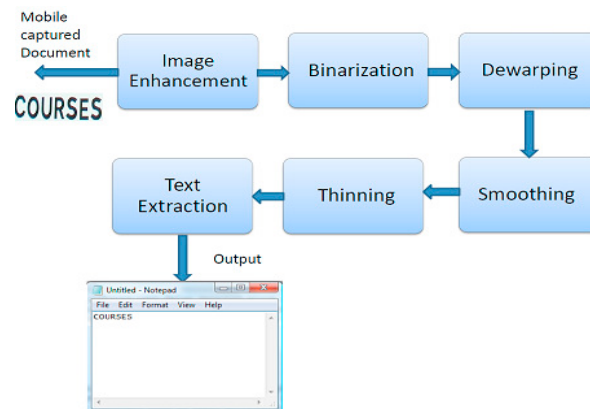 Mobile
captured
Document
COURSES
Image
Enhancement
Binarization
Dewarping
Text
Extraction
Thinning
Smoothing
Output
Untitled - Notepad
File Edit Format View Help
COURSES